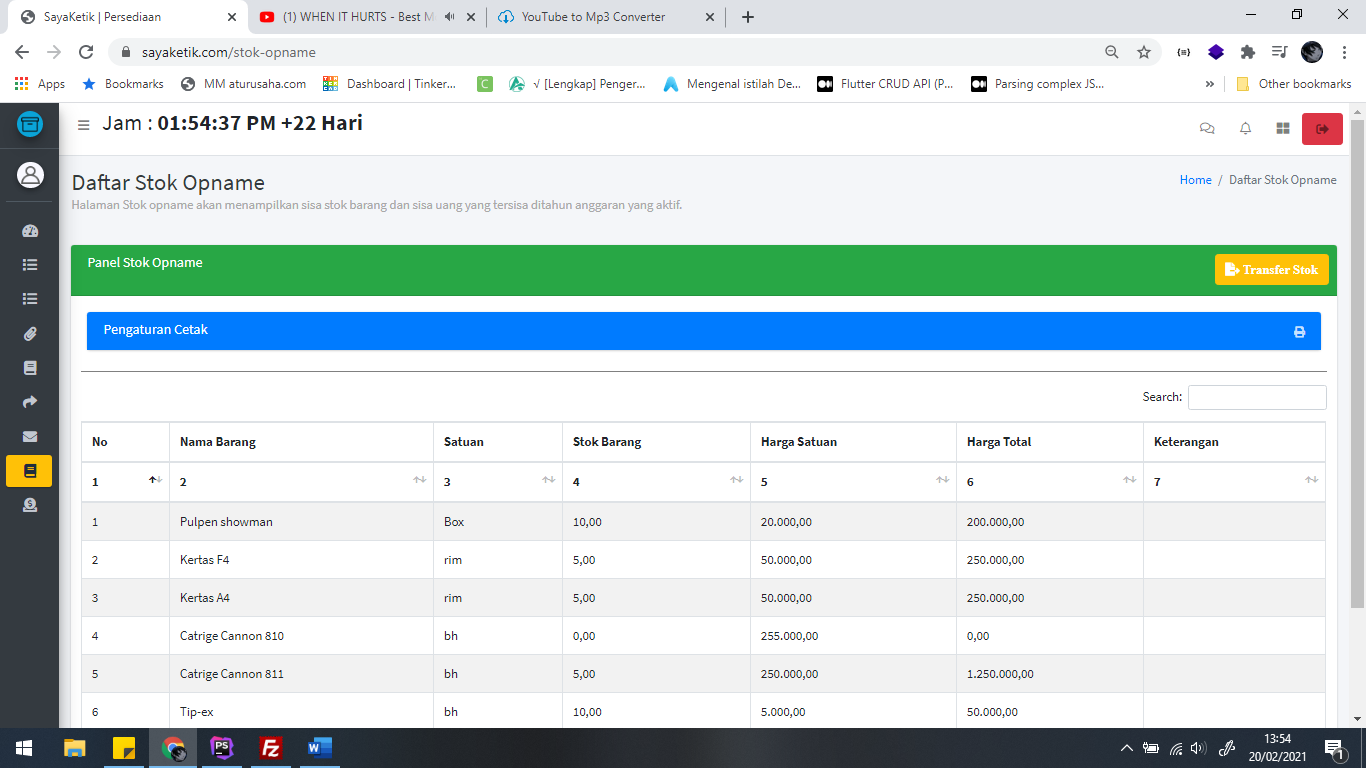 SayaKetik | Persediaan
(1) WHEN IT HURTS - Best M
YouTube to Mp3 Converter
sayaketik.com/stok-opname
Apps
Bookmarks
MM aturusaha.com
Dashboard | Tinker...
C
√ [Lengkap] Penger...
Mengenal istilah De...
Flutter CRUD API (P...
Parsing complex JS...
»
Other bookmarks
Jam : 01:54:37 PM +22 Hari
Daftar Stok Opname
Home / Daftar Stok Opname
Halaman Stok opname akan menampilkan sisa stok barang dan sisa uang yang tersisa ditahun anggaran yang aktif.
Panel Stok Opname
Transfer Stok
Pengaturan Cetak
Search:
No Nama Barang Satuan Stok Barang Harga Satuan Harga Total Keterangan
1 2 3 4 5 6 7
1 Pulpen showman Box 10,00 20.000,00 200.000,00
2 Kertas F4 rim 5,00 50.000,00 250.000,00
3 Kertas A4 rim 5,00 50.000,00 250.000,00
4 Catrige Cannon 810 bh 0,00 255.000,00 0,00
5 Catrige Cannon 811 bh 5,00 250.000,00 1.250.000,00
6 Tip-ex bh 10,00 5.000,00 50.000,00
PS
FZ
W
13:54
20/02/2021
1